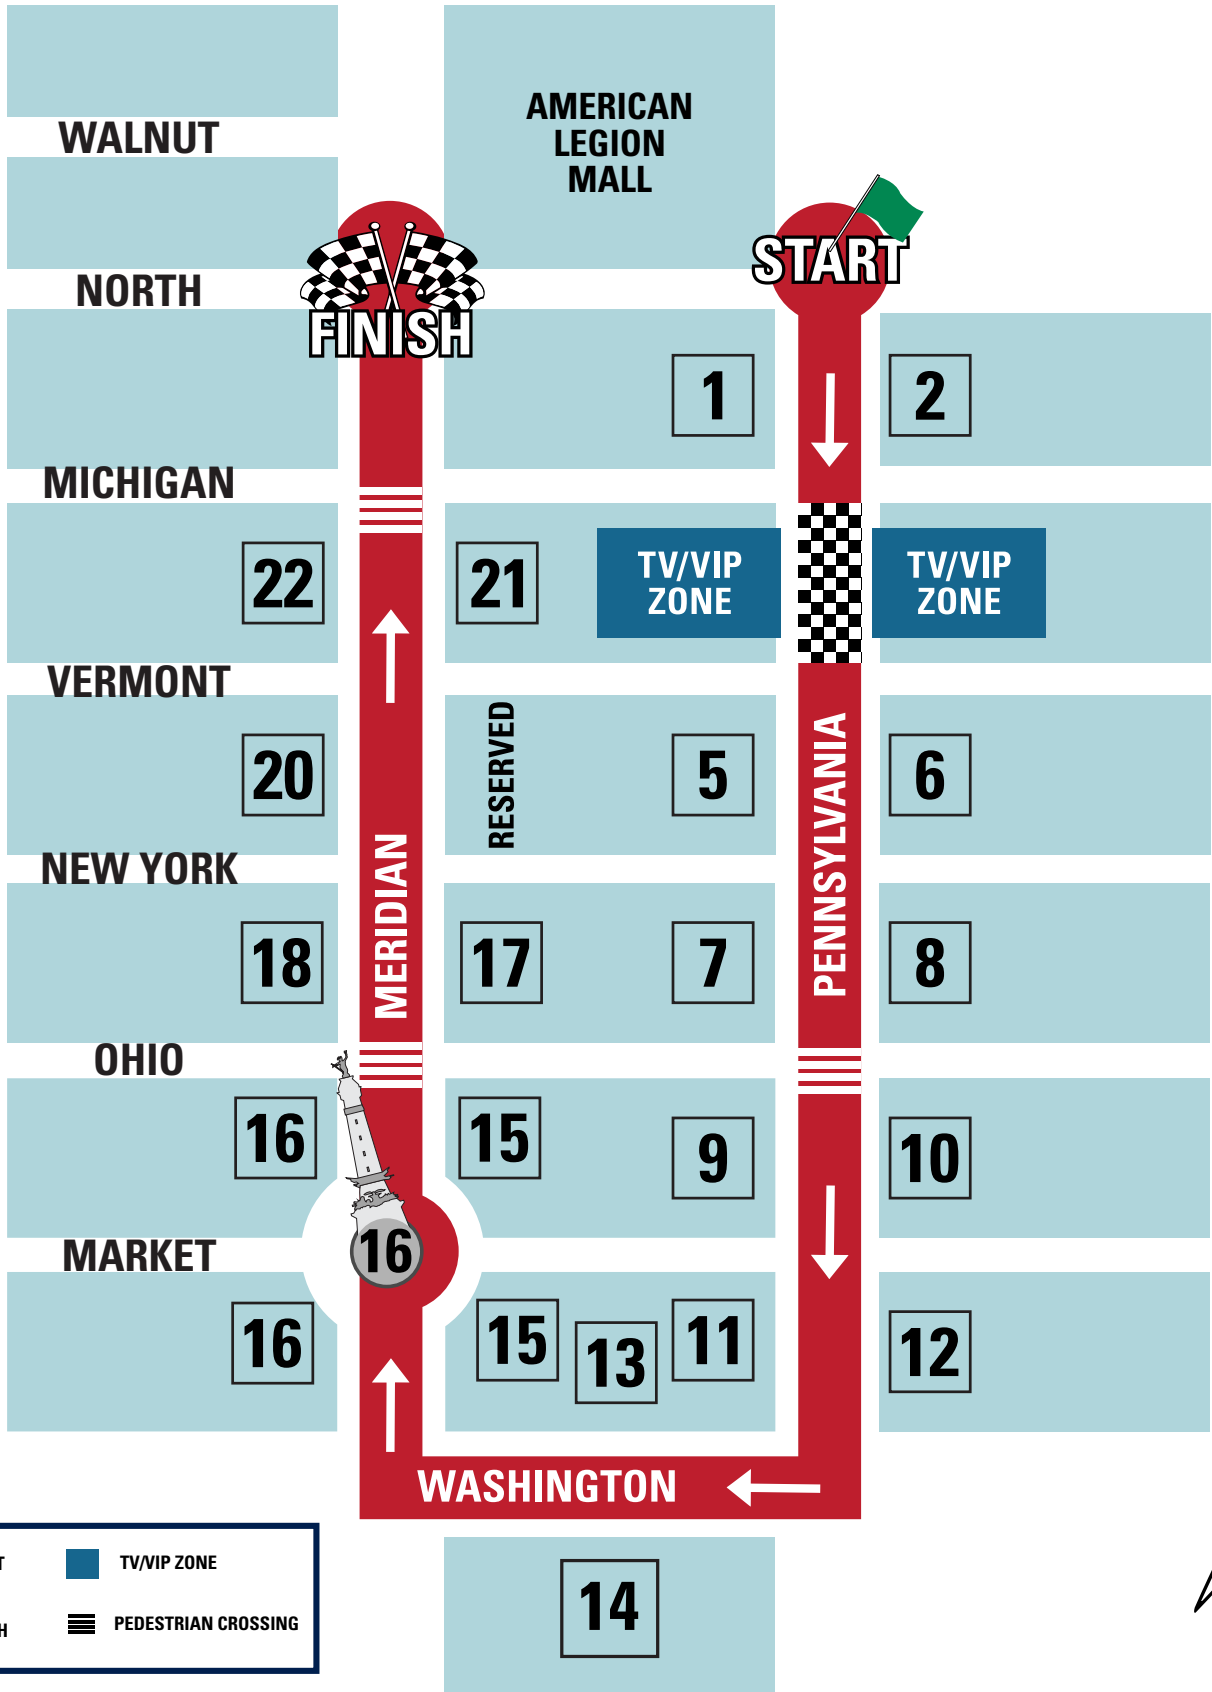 AMERICAN
LEGION
MALL
WALNUT
START
NORTH
FINISH
1
2
MICHIGAN
22
21
TV/VIP
ZONE
TV/VIP
ZONE
VERMONT
20
RESERVED
5
6
PENNSYLVANIA
MERIDIAN
NEW YORK
18
17
7
8
OHIO
16
15
9
10
MARKET
16
16
15
13
11
12
WASHINGTON
T
TV/VIP ZONE
H
PEDESTRIAN CROSSING
14